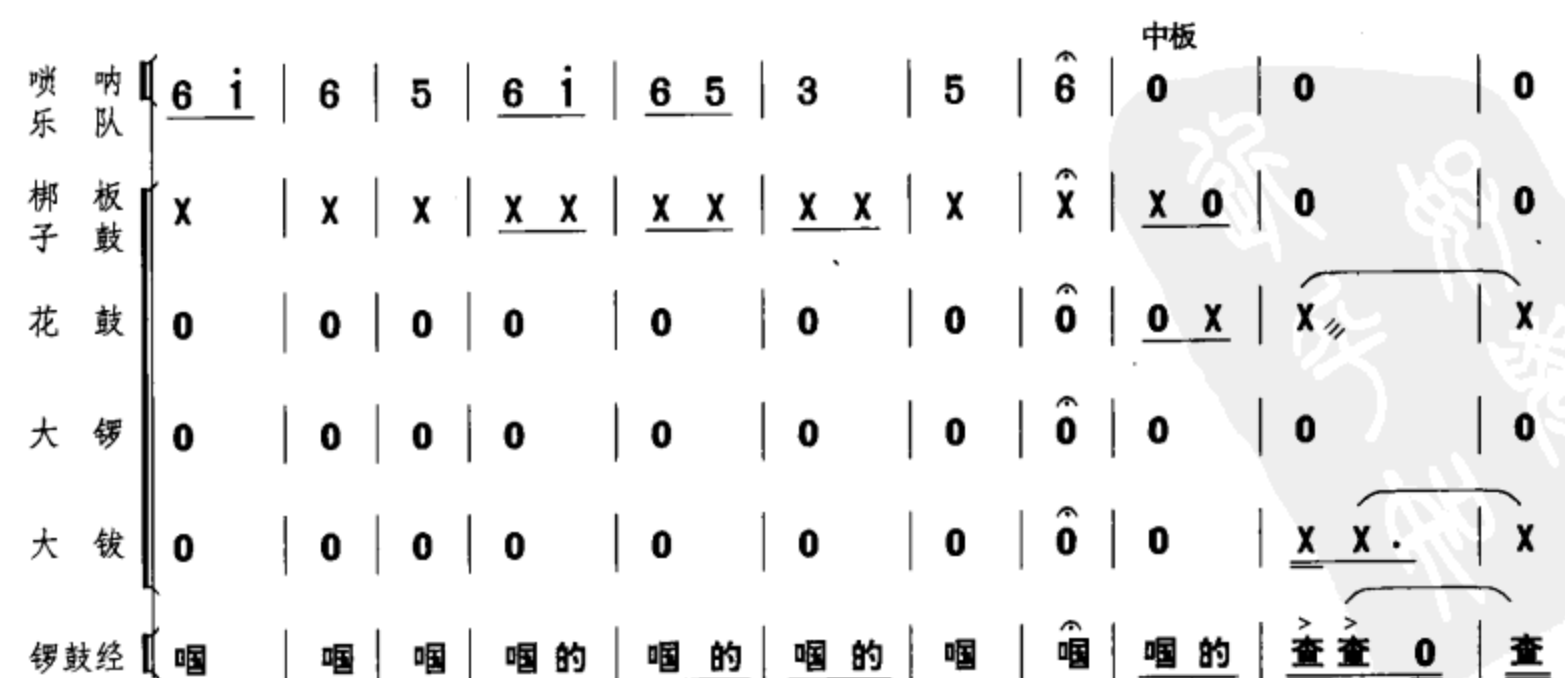 中板
唢呐乐队 6 i̇ | 6 | 5 | 6 i̇ | 6 5 | 3 | 5 | 6 | 0 | 0 | 0
梆子板鼓 X | X | X | X X | X X | X X | X | X | X 0 | 0 | 0
花鼓 0 | 0 | 0 | 0 | 0 | 0 | 0 | 0 | 0 X | X | X
大锣 0 | 0 | 0 | 0 | 0 | 0 | 0 | 0 | 0 | 0 | 0
大钹 0 | 0 | 0 | 0 | 0 | 0 | 0 | 0 | 0 | X X . | X
锣鼓经 啯 | 啯 | 啯 | 啯 的 | 啯 的 | 啯 的 | 啯 | 啯 | 啯 的 | 查 查 0 | 查